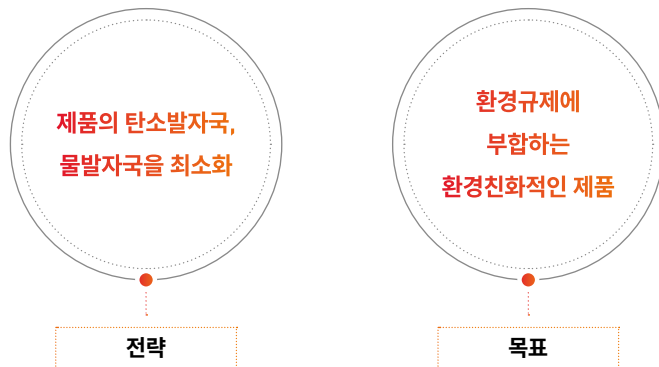 제품의 탄소발자국,
물발자국을 최소화
전략
환경규제에
부합하는
환경친화적인 제품
목표